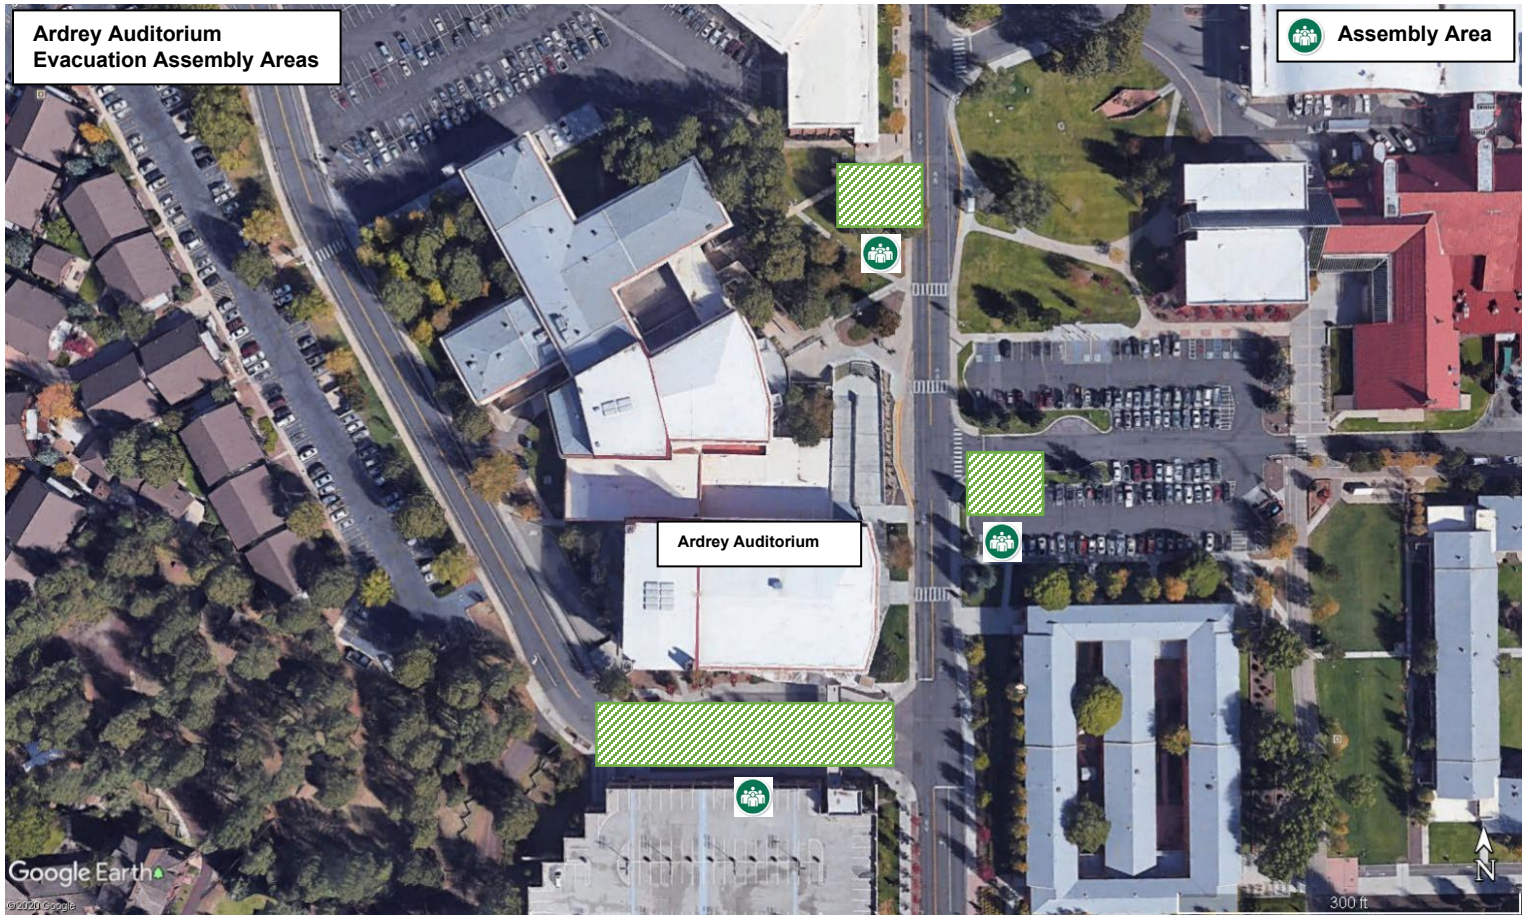 Ardrey Auditorium
Evacuation Assembly Areas
Assembly Area
Ardrey Auditorium
Google Earth
© 2020 Google
N
300 ft